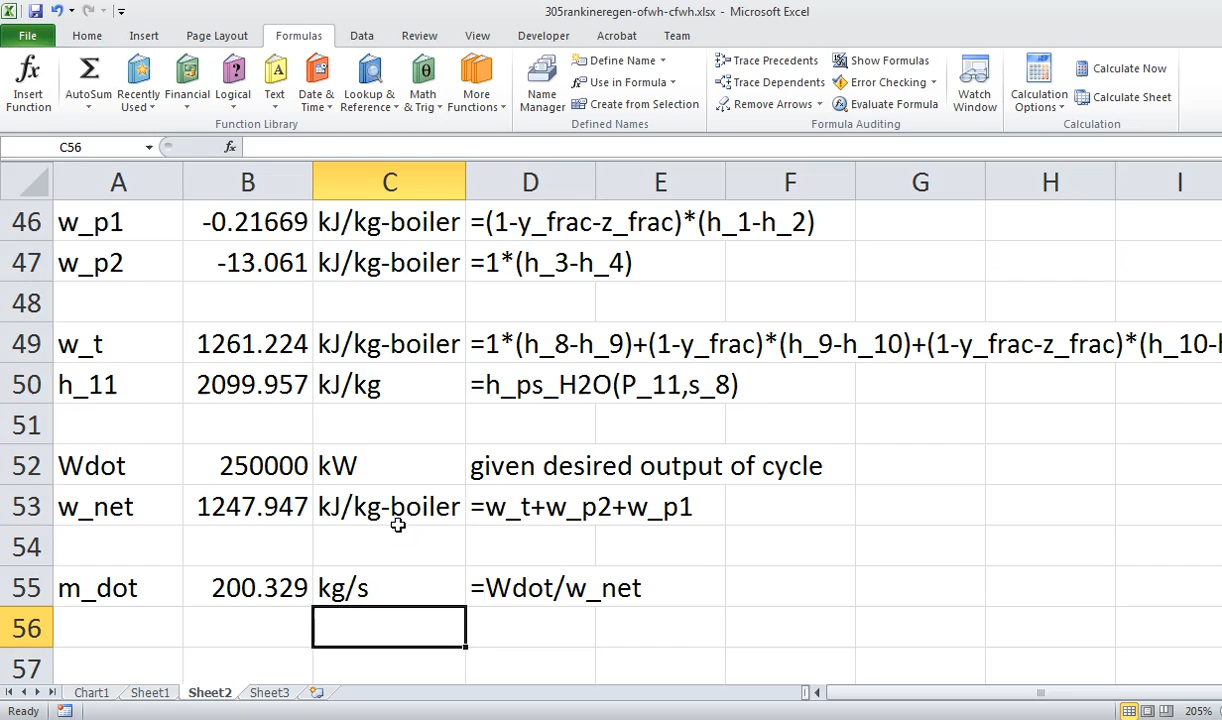 305rankineregen-ofwh-cfwh.xlsx - Microsoft Excel
File Home Insert Page Layout Formulas Data Review View Developer Acrobat Team
fx Insert Function
Σ AutoSum
Recently Used
Financial
Logical
A Text
Date & Time
Lookup & Reference
θ Math & Trig
More Functions
Function Library
Name Manager
Define Name
Use in Formula
Create from Selection
Defined Names
Trace Precedents
Trace Dependents
Remove Arrows
Show Formulas
Error Checking
Evaluate Formula
Formula Auditing
Watch Window
Calculation Options
Calculate Now
Calculate Sheet
Calculation
C56 fx
A B C D E F G H I
46 w_p1 -0.21669 kJ/kg-boiler =(1-y_frac-z_frac)*(h_1-h_2)
47 w_p2 -13.061 kJ/kg-boiler =1*(h_3-h_4)
48
49 w_t 1261.224 kJ/kg-boiler =1*(h_8-h_9)+(1-y_frac)*(h_9-h_10)+(1-y_frac-z_frac)*(h_10-h
50 h_11 2099.957 kJ/kg =h_ps_H2O(P_11,s_8)
51
52 Wdot 250000 kW given desired output of cycle
53 w_net 1247.947 kJ/kg-boiler =w_t+w_p2+w_p1
54
55 m_dot 200.329 kg/s =Wdot/w_net
56
57
Chart1 Sheet1 Sheet2 Sheet3
Ready 205%